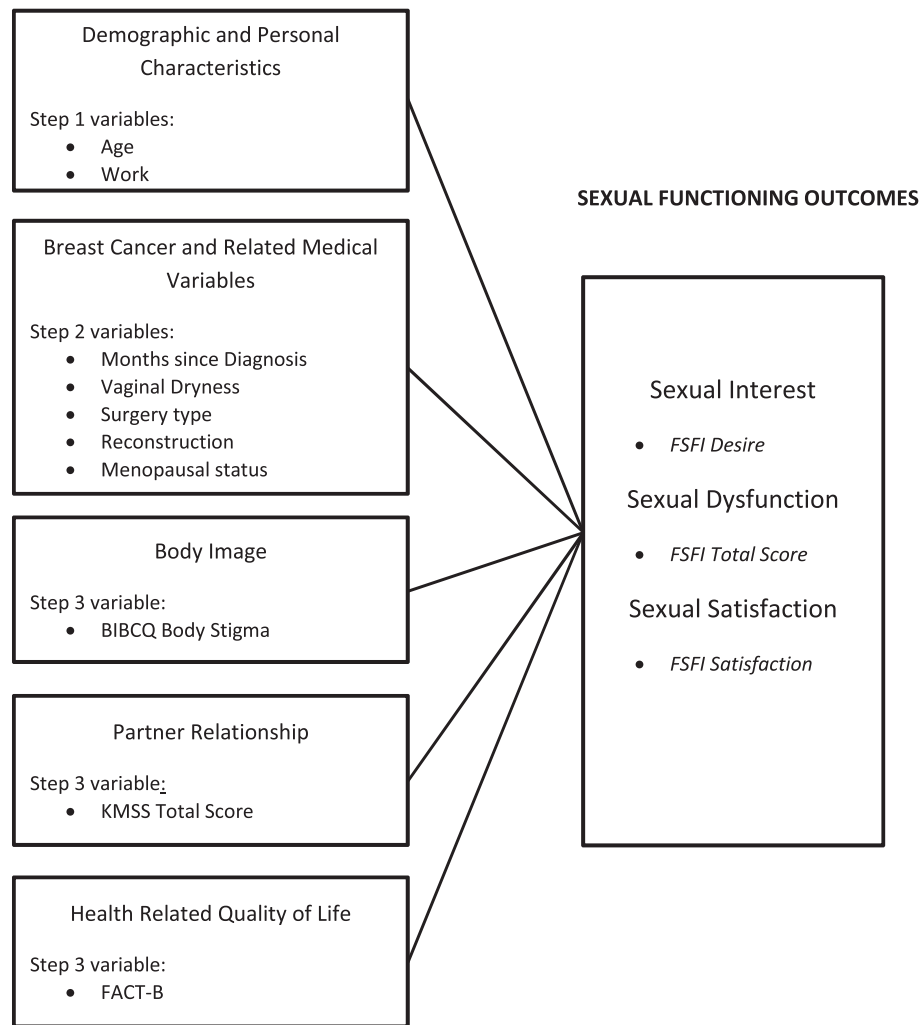 Demographic and Personal
Characteristics
Step 1 variables:
• Age
• Work
Breast Cancer and Related Medical
Variables
Step 2 variables:
• Months since Diagnosis
• Vaginal Dryness
• Surgery type
• Reconstruction
• Menopausal status
Body Image
Step 3 variable:
• BIBCQ Body Stigma
Partner Relationship
Step 3 variable:
• KMSS Total Score
Health Related Quality of Life
Step 3 variable:
• FACT-B
SEXUAL FUNCTIONING OUTCOMES
Sexual Interest
• FSFI Desire
Sexual Dysfunction
• FSFI Total Score
Sexual Satisfaction
• FSFI Satisfaction